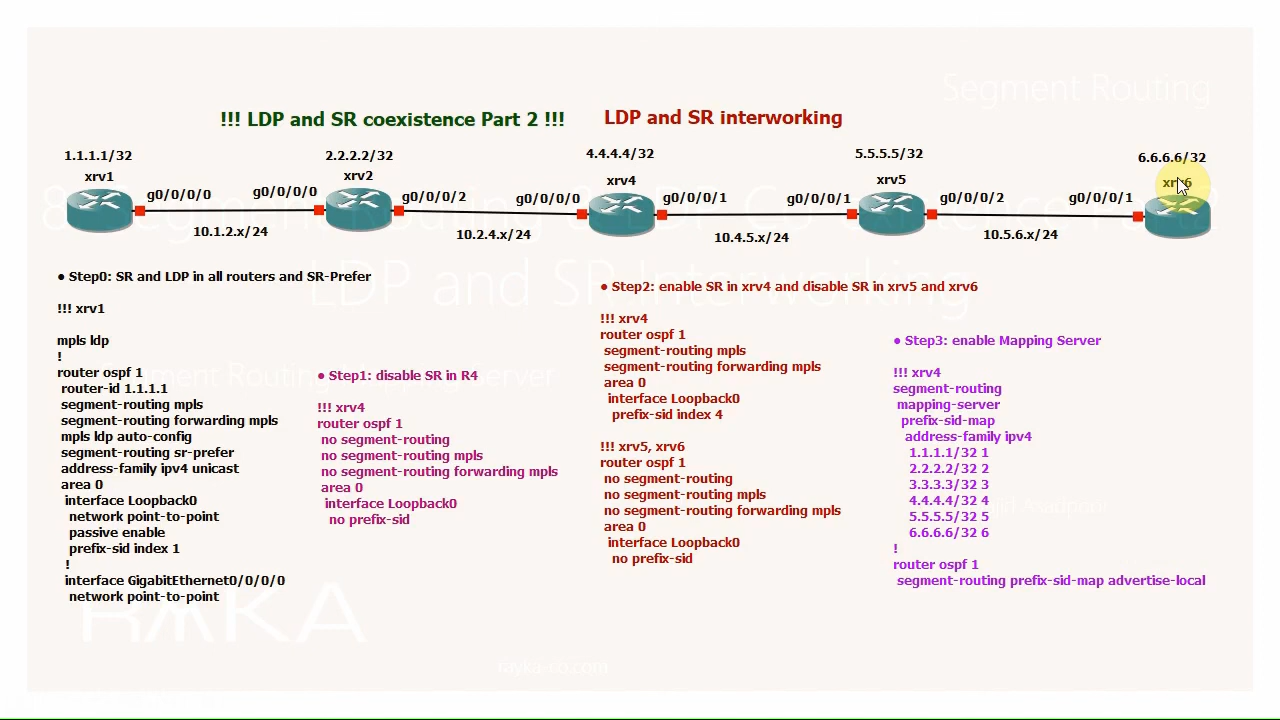 Segment Routing
!!! LDP and SR coexistence Part 2 !!!
LDP and SR interworking
1.1.1.1/32
2.2.2.2/32
4.4.4.4/32
5.5.5.5/32
6.6.6.6/32
xrv1
xrv2
xrv4
xrv5
g0/0/0/0
g0/0/0/0
g0/0/0/2
g0/0/0/0
g0/0/0/1
g0/0/0/1
g0/0/0/2
g0/0/0/1
10.1.2.x/24
10.2.4.x/24
10.4.5.x/24
10.5.6.x/24
LDP and SR Interworking
● Step0: SR and LDP in all routers and SR-Prefer
!!! xrv1
mpls ldp
!
router ospf 1
router-id 1.1.1.1
segment-routing mpls
segment-routing forwarding mpls
mpls ldp auto-config
segment-routing sr-prefer
address-family ipv4 unicast
area 0
interface Loopback0
network point-to-point
passive enable
prefix-sid index 1
!
interface GigabitEthernet0/0/0/0
network point-to-point
● Step1: disable SR in R4
!!! xrv4
router ospf 1
no segment-routing
no segment-routing mpls
no segment-routing forwarding mpls
area 0
interface Loopback0
no prefix-sid
● Step2: enable SR in xrv4 and disable SR in xrv5 and xrv6
!!! xrv4
router ospf 1
segment-routing mpls
segment-routing forwarding mpls
area 0
interface Loopback0
prefix-sid index 4
!!! xrv5, xrv6
router ospf 1
no segment-routing
no segment-routing mpls
no segment-routing forwarding mpls
area 0
interface Loopback0
no prefix-sid
● Step3: enable Mapping Server
!!! xrv4
segment-routing
mapping-server
prefix-sid-map
address-family ipv4
1.1.1.1/32 1
2.2.2.2/32 2
3.3.3.3/32 3
4.4.4.4/32 4
5.5.5.5/32 5
6.6.6.6/32 6
!
router ospf 1
segment-routing prefix-sid-map advertise-local
RAYKA
rayka-co.com